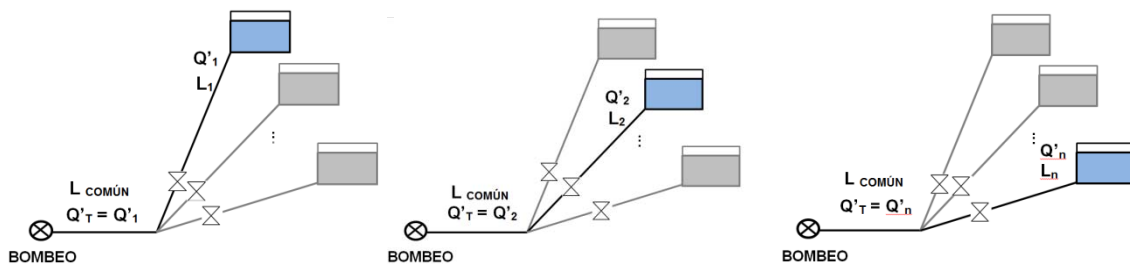 Q'1
L1
⋮
L COMÚN
Q'T = Q'1
BOMBEO
Q'2
L2
⋮
L COMÚN
Q'T = Q'2
BOMBEO
⋮
Q'n
Ln
L COMÚN
Q'T = Q'n
BOMBEO